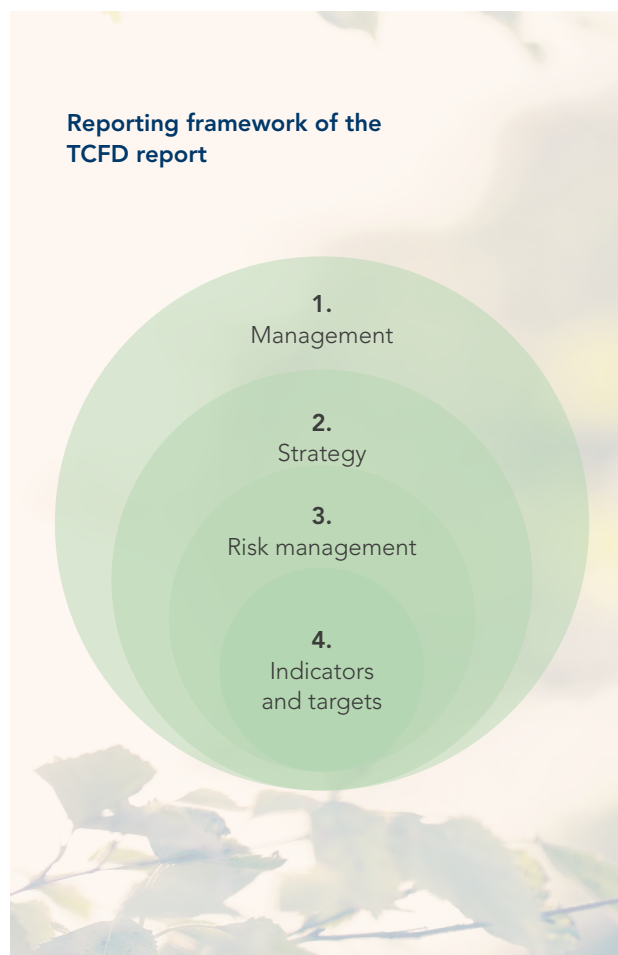 Reporting framework of the
TCFD report
1.
Management
2.
Strategy
3.
Risk management
4.
Indicators
and targets